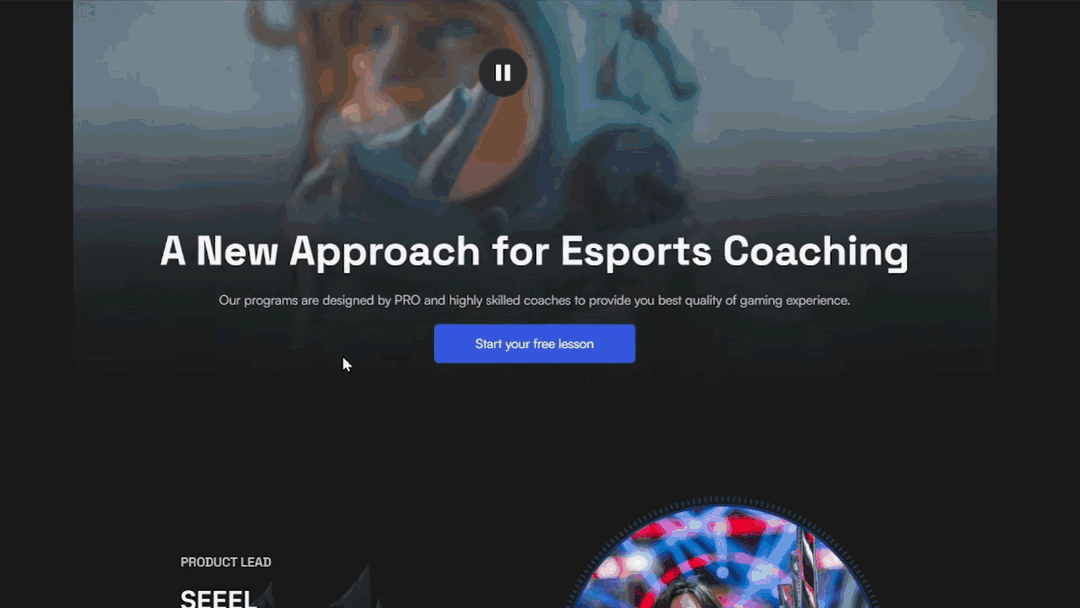 A New Approach for Esports Coaching
Our programs are designed by PRO and highly skilled coaches to provide you best quality of gaming experience.
Start your free lesson
PRODUCT LEAD
SEEEL